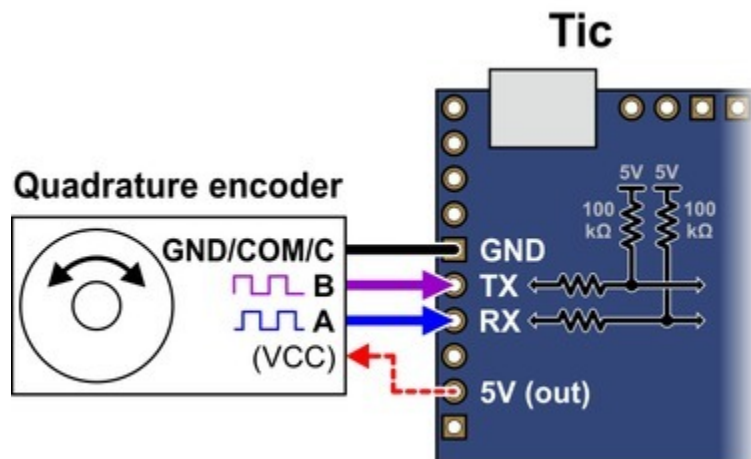 Tic
Quadrature encoder
5V 5V
100 kΩ
100 kΩ
GND/COM/C
GND
B
TX
A
RX
(VCC)
5V (out)